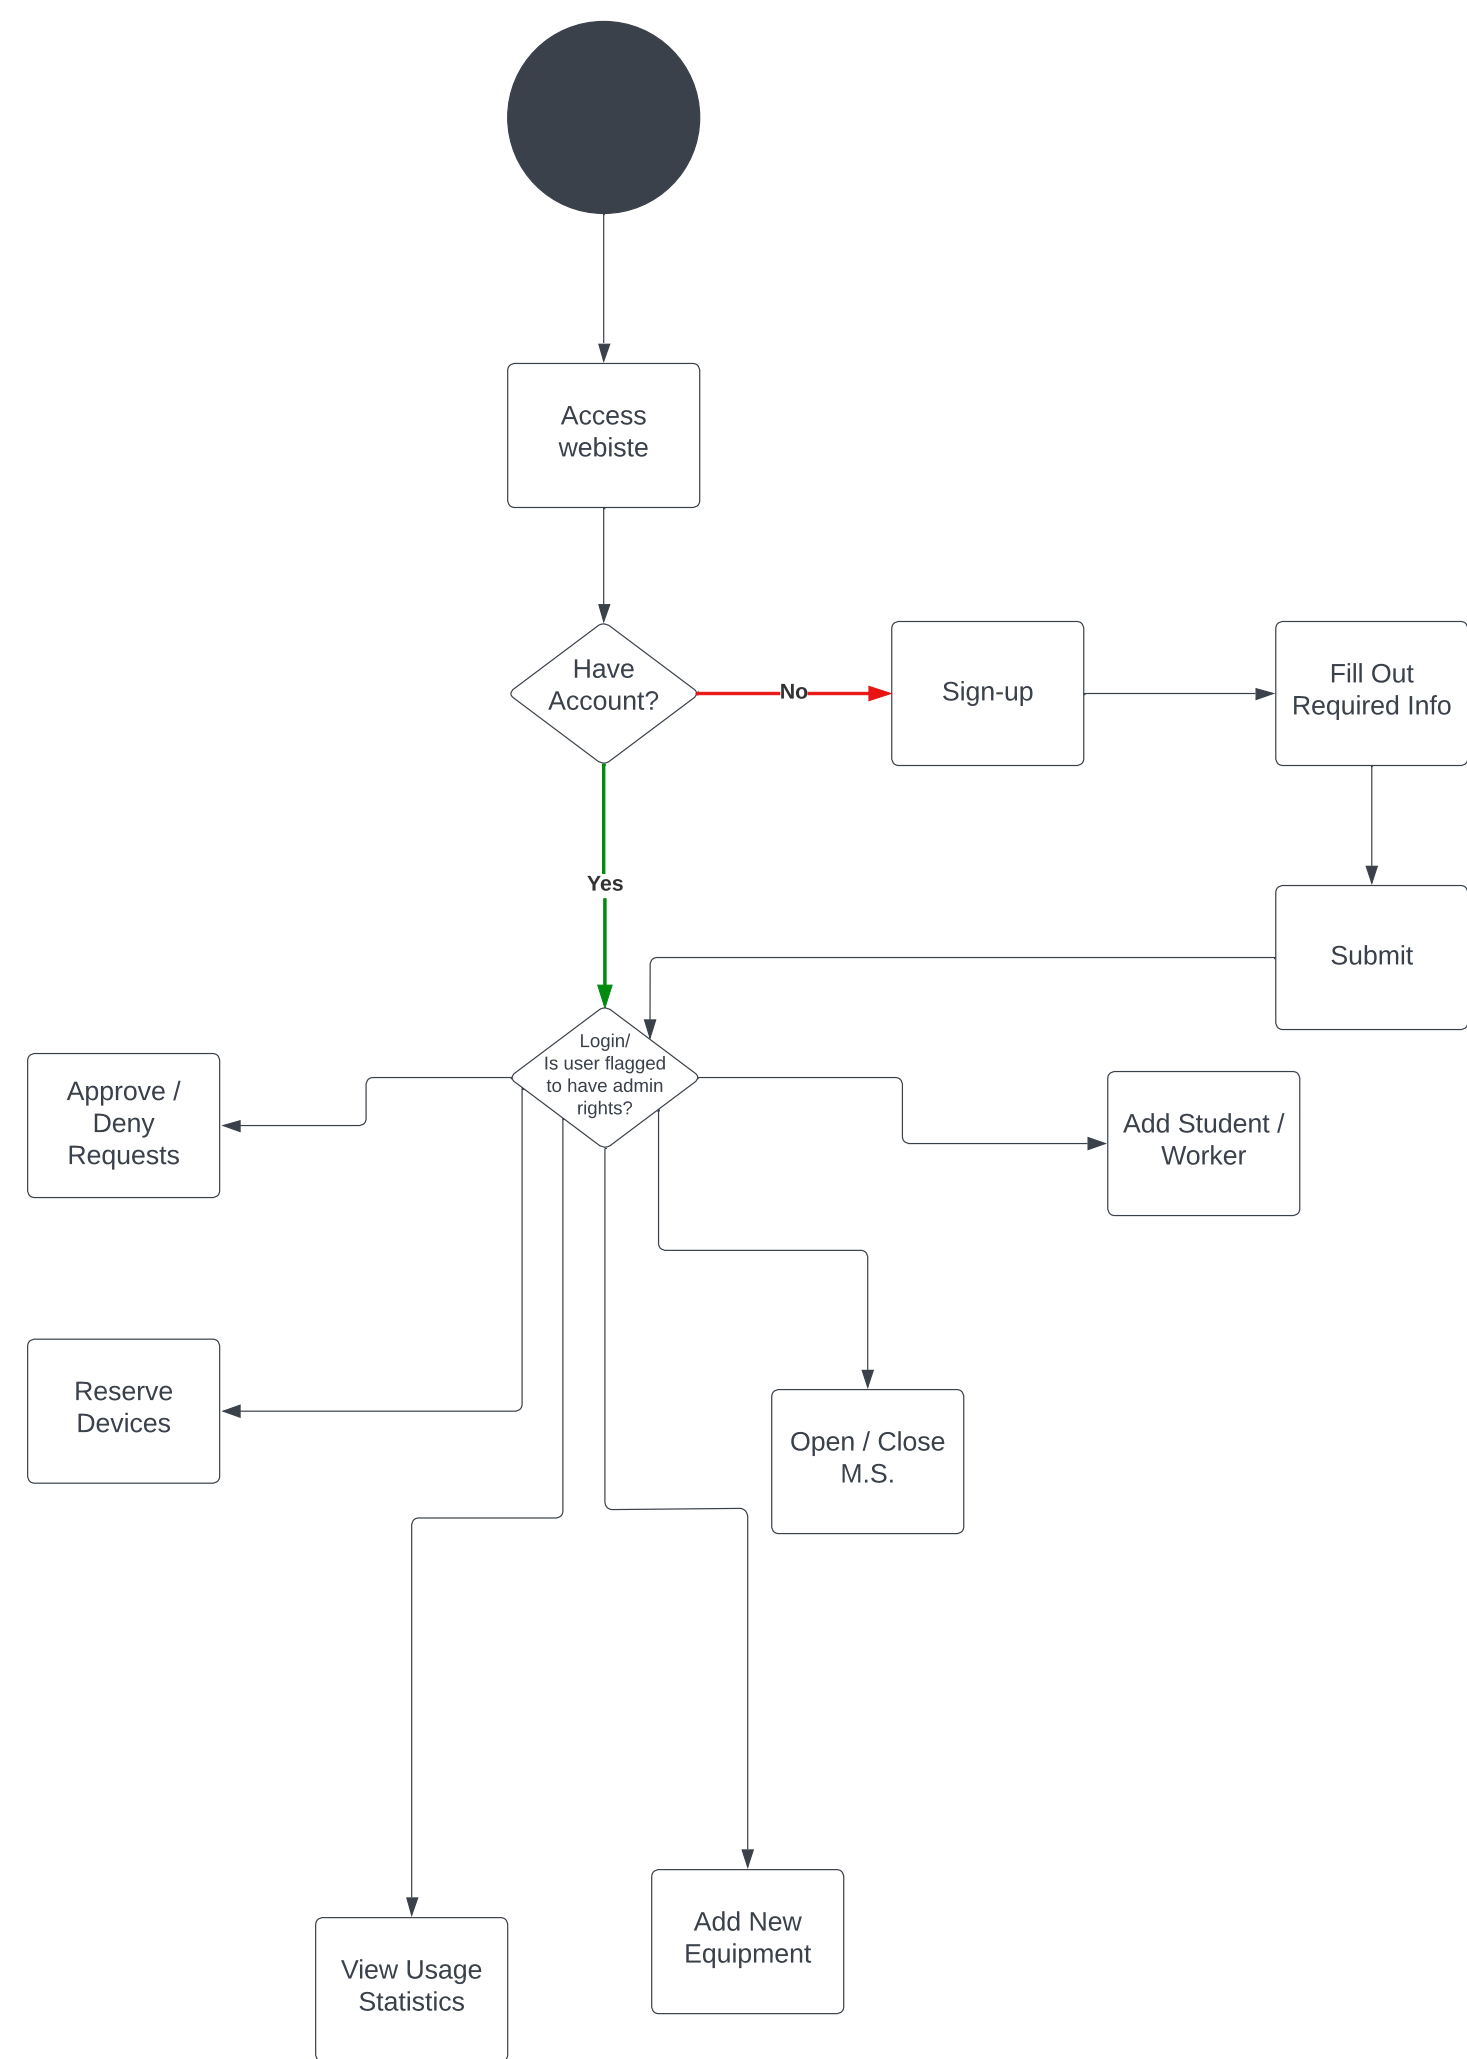 Access
webiste
Have
Account?
No
Sign-up
Fill Out
Required Info
Yes
Submit
Login/
Is user flagged
to have admin
rights?
Approve /
Deny
Requests
Add Student /
Worker
Reserve
Devices
Open / Close
M.S.
Add New
Equipment
View Usage
Statistics